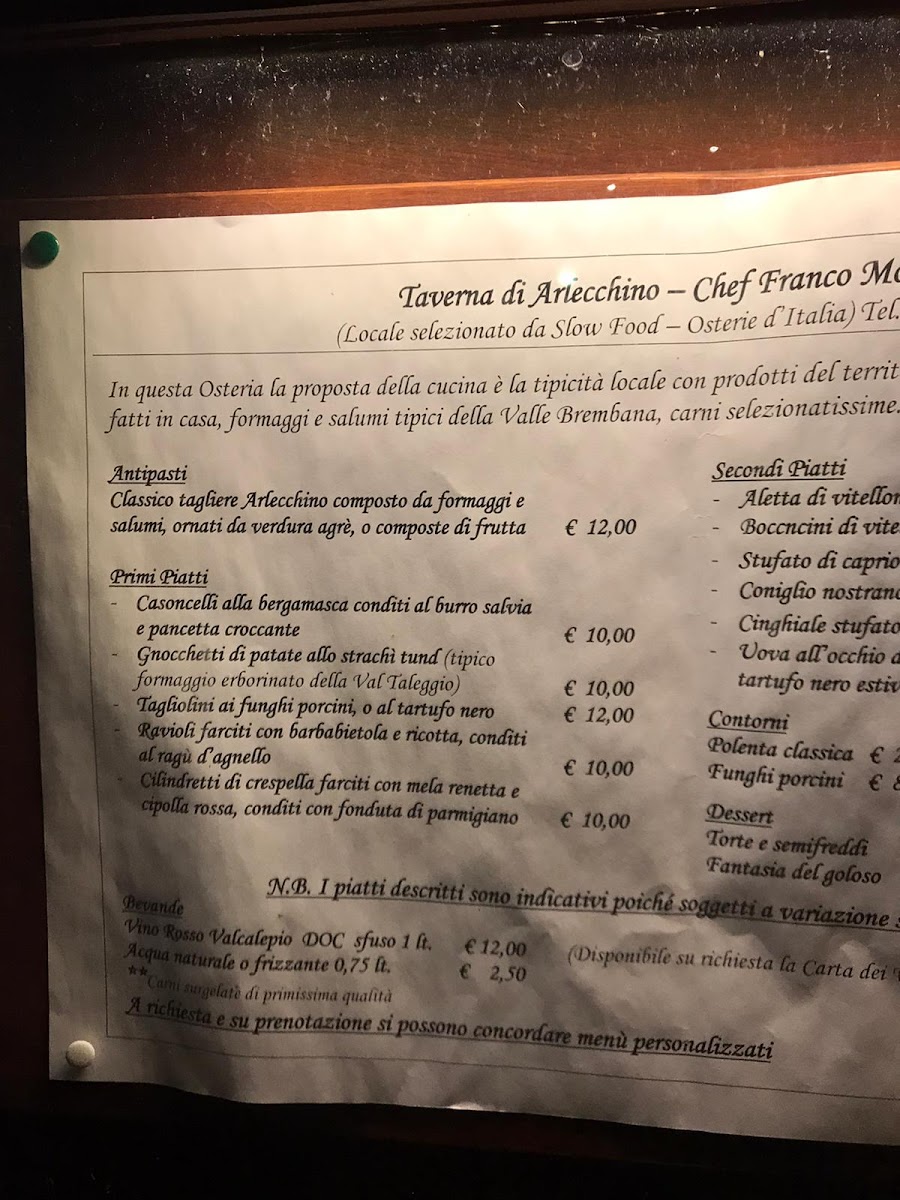 Taverna di Arlecchino – Chef Franco
(Locale selezionato da Slow Food – Osterie d'Italia) Tel.
In questa Osteria la proposta della cucina è la tipicità locale con prodotti del territ
fatti in casa, formaggi e salumi tipici della Valle Brembana, carni selezionatissime.
Antipasti
Classico tagliere Arlecchino composto da formaggi e
salumi, ornati da verdura agrè, o composte di frutta € 12,00
Primi Piatti
- Casoncelli alla bergamasca conditi al burro salvia
e pancetta croccante € 10,00
- Gnocchetti di patate allo strachì tund (tipico
formaggio erborinato della Val Taleggio) € 10,00
- Tagliolini ai funghi porcini, o al tartufo nero € 12,00
- Ravioli farciti con barbabietola e ricotta, conditi
al ragù d'agnello € 10,00
- Cilindretti di crespella farciti con mela renetta e
cipolla rossa, conditi con fonduta di parmigiano € 10,00
Secondi Piatti
- Aletta di vitellon
- Boccncini di vite
- Stufato di caprio
- Coniglio nostrano
- Cinghiale stufato
- Uova all'occhio
tartufo nero estiv
Contorni
Polenta classica €
Funghi porcini €
Dessert
Torte e semifreddi
Fantasia del goloso
N.B. I piatti descritti sono indicativi poiché soggetti a variazione
Bevande
Vino Rosso Valcalepio DOC sfuso 1 lt. € 12,00 (Disponibile su richiesta la Carta dei
Acqua naturale o frizzante 0,75 lt. € 2,50
**Carni surgelate di primissima qualità
A richiesta e su prenotazione si possono concordare menù personalizzati